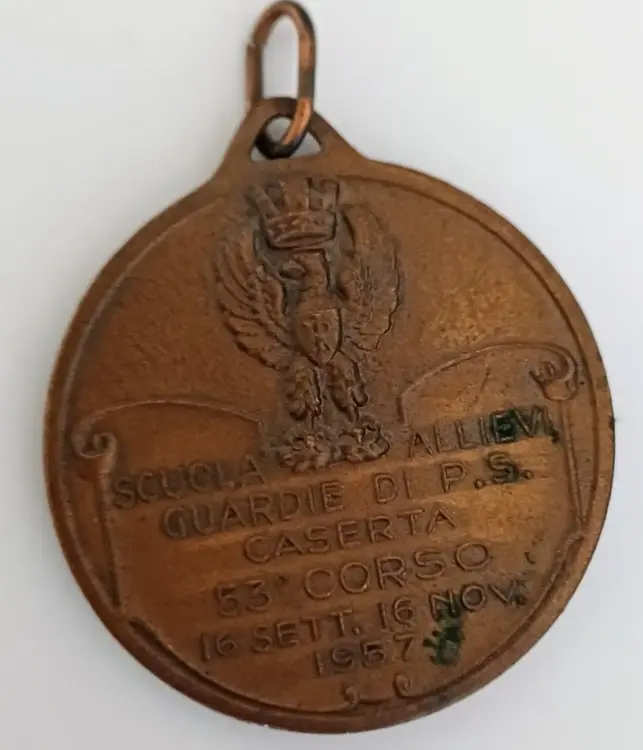 SCUOLA ALLIEVI
GUARDIE DI P.S.
CASERTA
53° CORSO
16 SETT. 16 NOV.
1957